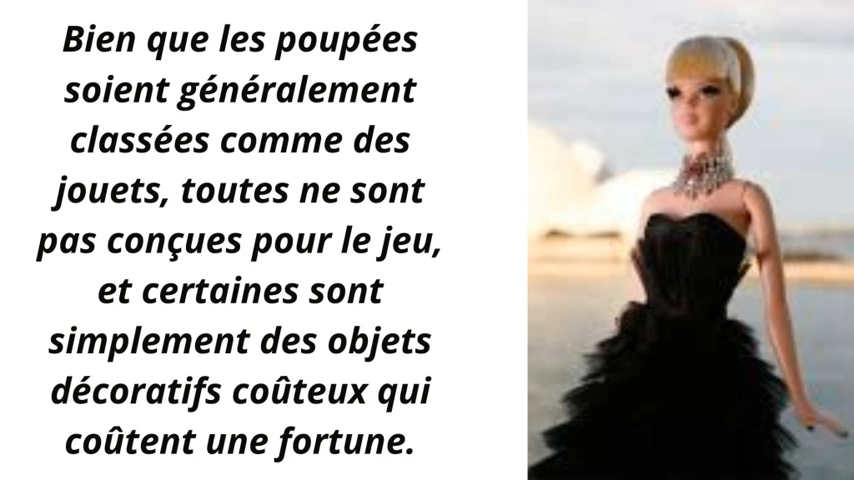 Bien que les poupées
soient généralement
classées comme des
jouets, toutes ne sont
pas conçues pour le jeu,
et certaines sont
simplement des objets
décoratifs coûteux qui
coûtent une fortune.